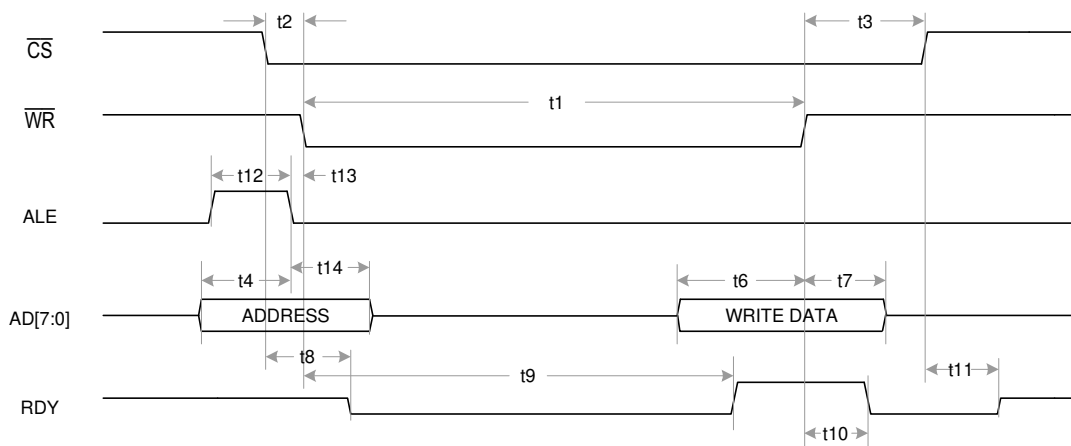 t2
t3
CS
t1
WR
t12
t13
ALE
t4
t14
t6
t7
AD[7:0]
ADDRESS
WRITE DATA
t8
t9
t11
RDY
t10